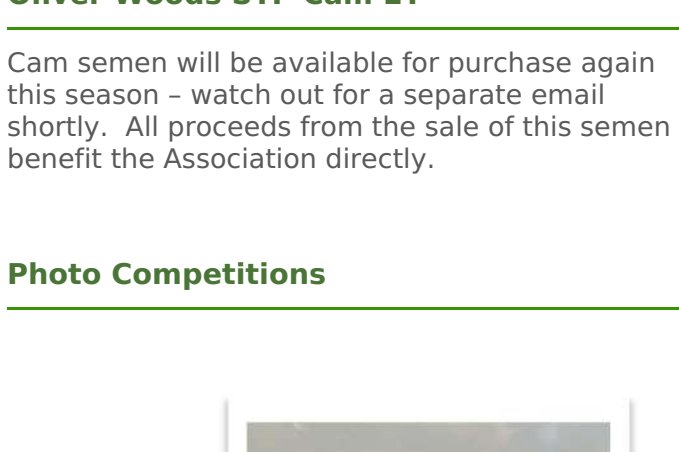 Cam semen will be available for purchase again
this season – watch out for a separate email
shortly.  All proceeds from the sale of this semen
benefit the Association directly.
Photo Competitions